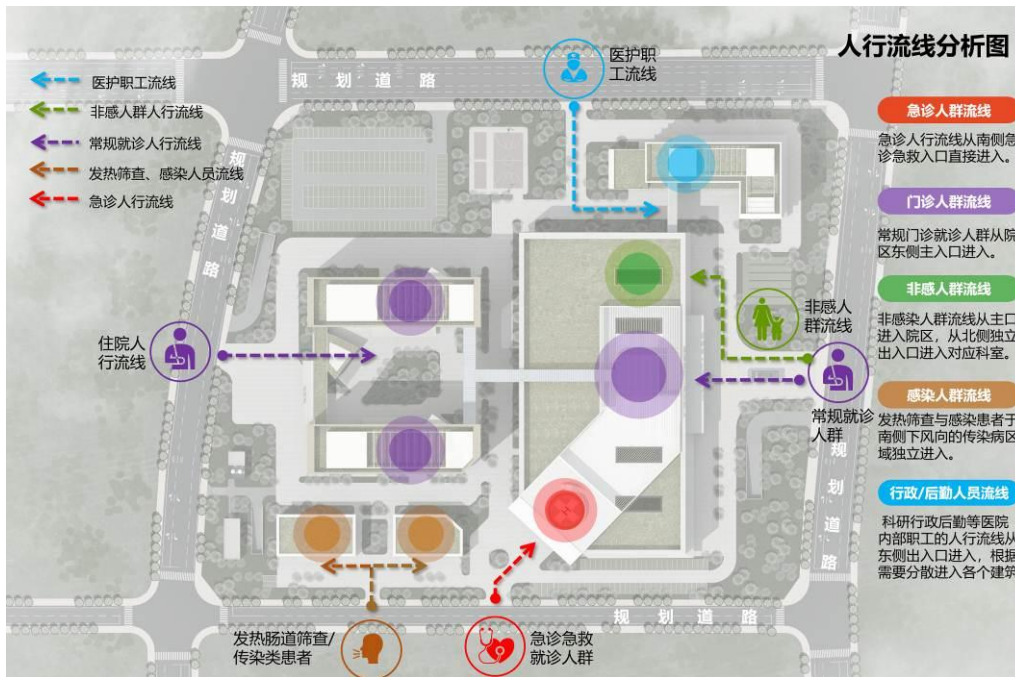 人行流线分析图
医护职工流线
非感人群人行流线
常规就诊人行流线
发热筛查、感染人员流线
急诊人行流线
规划道路
医护职
工流线
规划道路
住院人
行流线
非感人
群流线
常规就诊
人群
规划道路
规划道路
发热肠道筛查/
传染类患者
急诊急救
就诊人群
急诊人群流线
急诊人行流线从南侧急
诊急救入口直接进入。
门诊人群流线
常规门诊就诊人群从院
区东侧主入口进入。
非感人群流线
非感染人群流线从主口
进入院区，从北侧独立
出入口进入对应科室。
感染人群流线
发热筛查与感染患者于
南侧下风向的传染病区
域独立进入。
行政/后勤人员流线
科研行政后勤等医院
内部职工的人行流线从
东侧出入口进入，根据
需要分散进入各个建筑